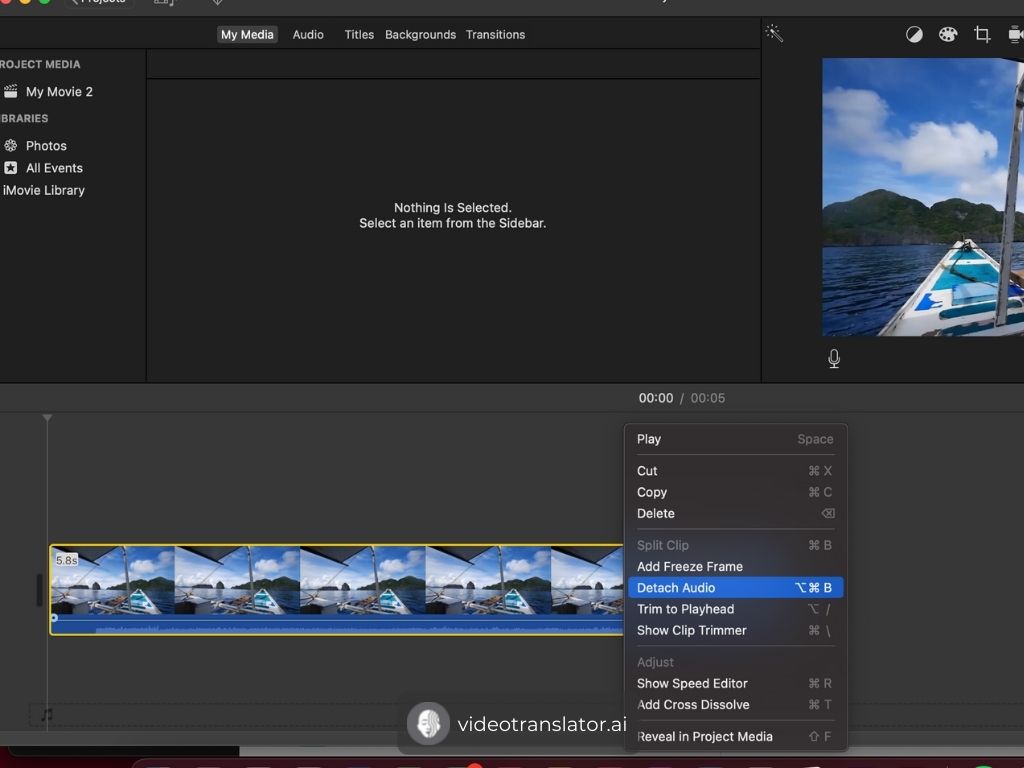 Projects
My Media Audio Titles Backgrounds Transitions
ROJECT MEDIA
My Movie 2
BRARIES
Photos
All Events
iMovie Library
Nothing Is Selected.
Select an item from the Sidebar.
00:00 / 00:05
Play Space
Cut ⌘ X
Copy ⌘ C
Delete ⌫
Split Clip ⌘ B
Add Freeze Frame
Detach Audio ⌥ ⌘ B
Trim to Playhead ⌥ /
Show Clip Trimmer ⌘ \
Adjust
Show Speed Editor ⌘ R
Add Cross Dissolve ⌘ T
Reveal in Project Media ⇧ F
5.8s
videotranslator.ai